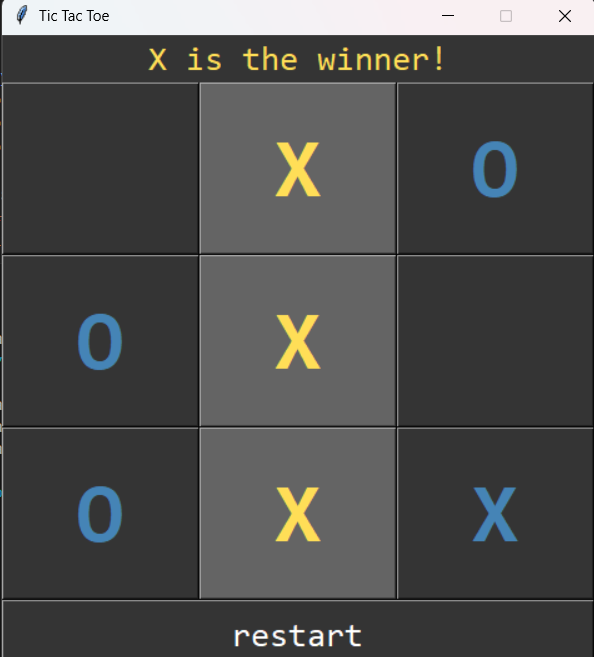 Tic Tac Toe
X is the winner!
X O
O X
O X X
restart